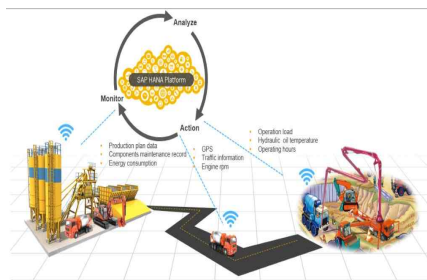 Analyze
SAP HANA Platform
Monitor
Action
• Production plan data
• Components maintenance record
• Energy consumption
• GPS
• Traffic information
• Engine rpm
• Operation load
• Hydraulic oil temperature
• Operating hours